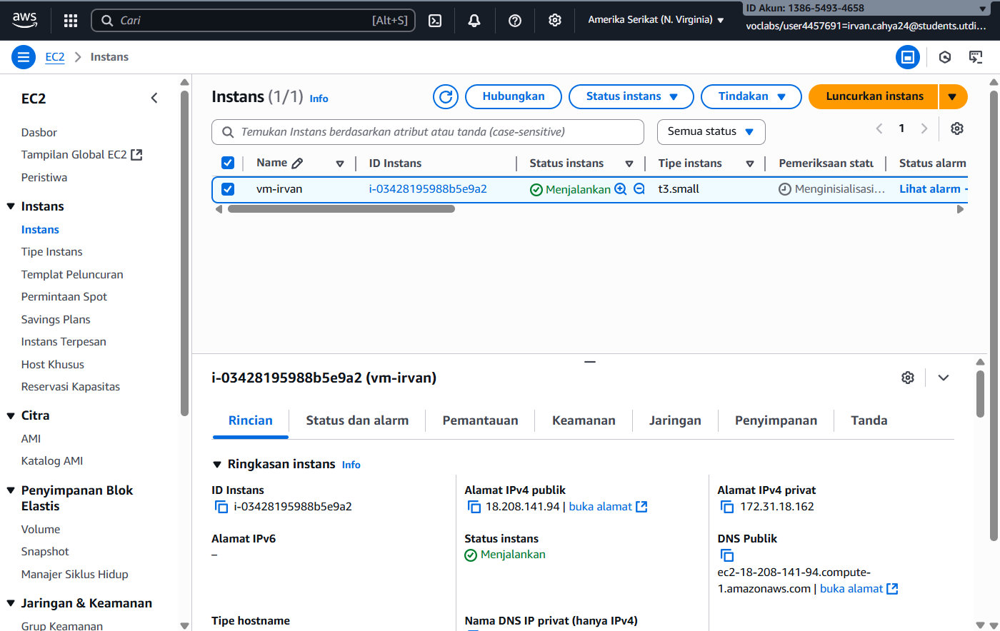 aws
Cari
[Alt+S]
Amerika Serikat (N. Virginia)
ID Akun: 1386-5493-4658
voclabs/user4457691=irvan.cahya24@students.utdi...
EC2
Instans
EC2
Dasbor
Tampilan Global EC2
Peristiwa
Instans
Instans
Tipe Instans
Templat Peluncuran
Permintaan Spot
Savings Plans
Instans Terpesan
Host Khusus
Reservasi Kapasitas
Citra
AMI
Katalog AMI
Penyimpanan Blok
Elastis
Volume
Snapshot
Manajer Siklus Hidup
Jaringan & Keamanan
Grup Keamanan
Instans (1/1) Info
Hubungkan
Status instans
Tindakan
Luncurkan instans
Temukan Instans berdasarkan atribut atau tanda (case-sensitive)
Semua status
1
Name
ID Instans
Status instans
Tipe instans
Pemeriksaan statu
Status alarm
vm-irvan
i-03428195988b5e9a2
Menjalankan
t3.small
Menginisialisasi...
Lihat alarm
i-03428195988b5e9a2 (vm-irvan)
Rincian
Status dan alarm
Pemantauan
Keamanan
Jaringan
Penyimpanan
Tanda
Ringkasan instans Info
ID Instans
i-03428195988b5e9a2
Alamat IPv4 publik
18.208.141.94 | buka alamat
Alamat IPv4 privat
172.31.18.162
Alamat IPv6
–
Status instans
Menjalankan
DNS Publik
ec2-18-208-141-94.compute-
1.amazonaws.com | buka alamat
Tipe hostname
Nama DNS IP privat (hanya IPv4)